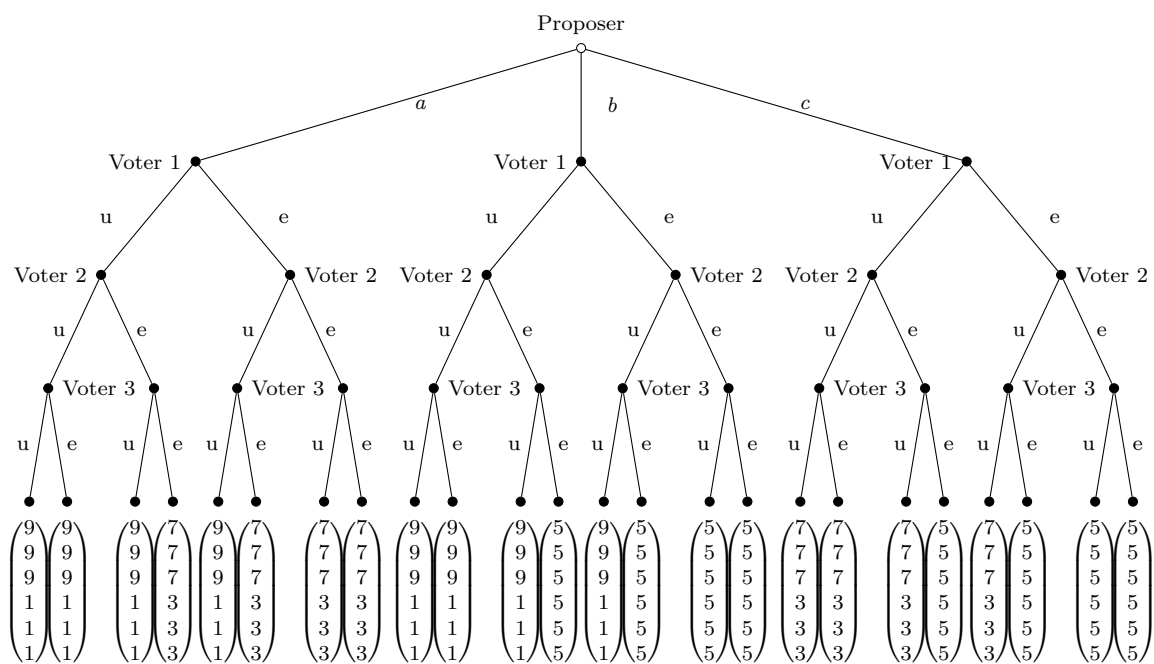 Proposer
a b c
Voter 1 Voter 1 Voter 1
u e u e u e
Voter 2 Voter 2 Voter 2 Voter 2 Voter 2 Voter 2
u e u e u e u e u e u e
Voter 3 Voter 3 Voter 3 Voter 3 Voter 3 Voter 3
u e u e u e u e u e u e u e u e u e u e u e u e
9 9 9 7 9 7 7 7 9 9 9 5 9 5 5 5 7 7 7 5 7 5 5 5
9 9 9 7 9 7 7 7 9 9 9 5 9 5 5 5 7 7 7 5 7 5 5 5
9 9 9 7 9 7 7 7 9 9 9 5 9 5 5 5 7 7 7 5 7 5 5 5
1 1 1 3 1 3 3 3 1 1 1 5 1 5 5 5 3 3 3 5 3 5 5 5
1 1 1 3 1 3 3 3 1 1 1 5 1 5 5 5 3 3 3 5 3 5 5 5
1 1 1 3 1 3 3 3 1 1 1 5 1 5 5 5 3 3 3 5 3 5 5 5